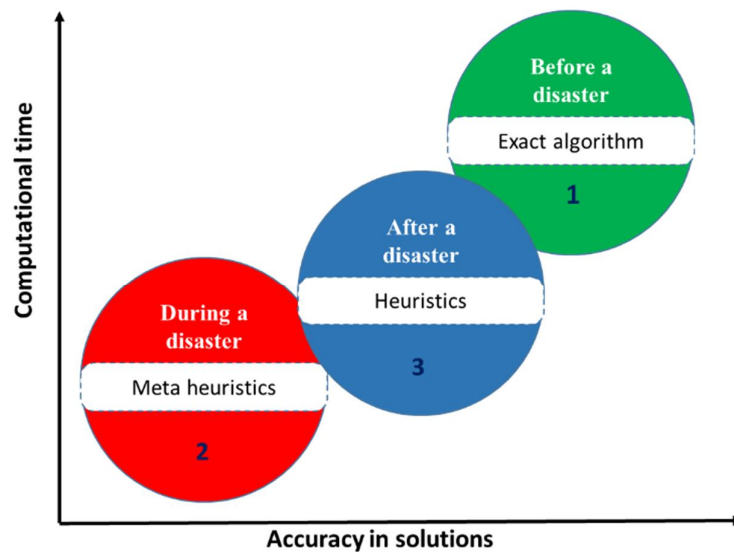 Computational time
Before a
disaster
Exact algorithm
1
After a
disaster
Heuristics
3
During a
disaster
Meta heuristics
2
Accuracy in solutions